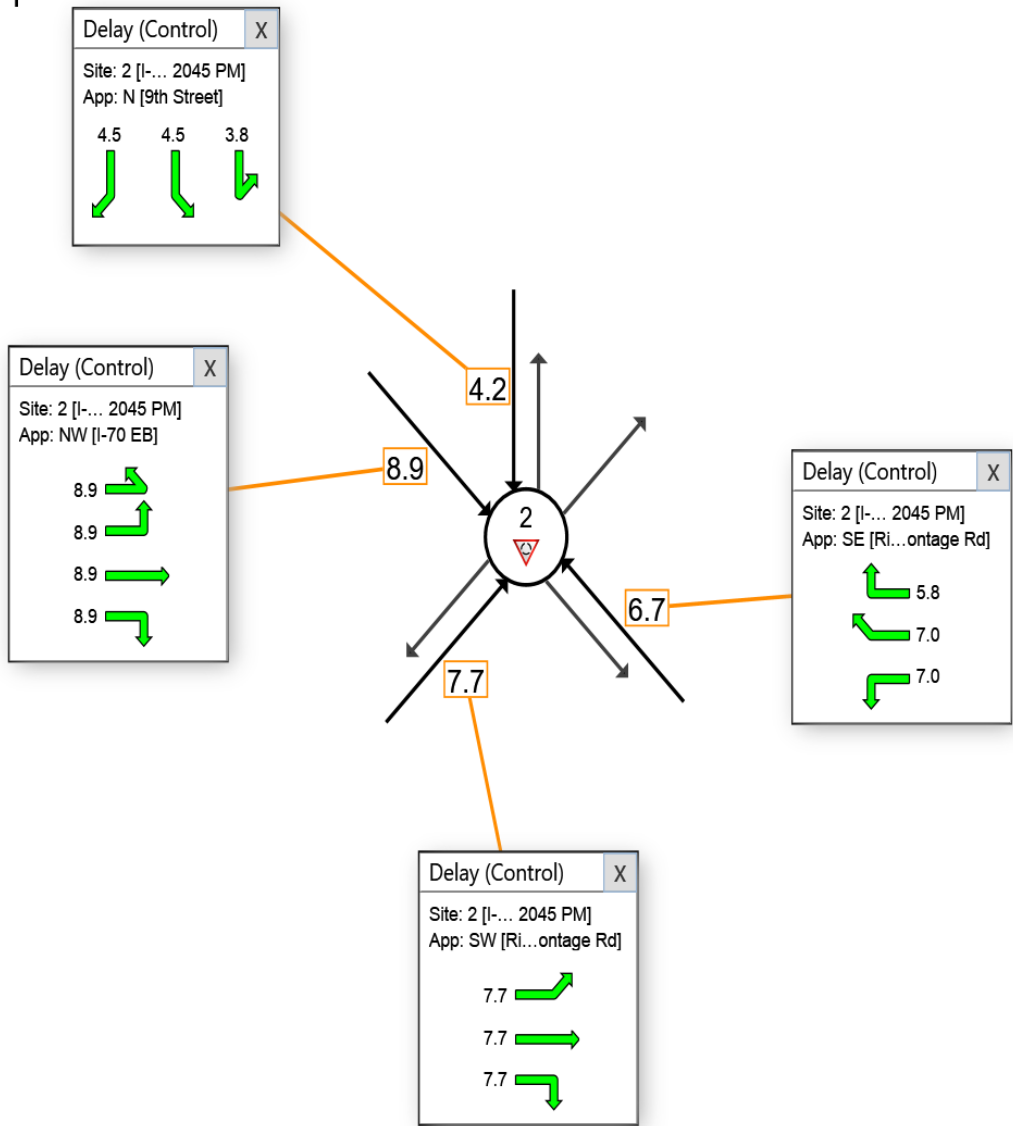 Delay (Control) X
Site: 2 [I-... 2045 PM]
App: N [9th Street]
4.5 4.5 3.8
4.2
Delay (Control) X
Site: 2 [I-... 2045 PM]
App: NW [I-70 EB]
8.9
8.9
8.9
8.9
8.9
2
Delay (Control) X
Site: 2 [I-... 2045 PM]
App: SE [Ri...ontage Rd]
5.8
7.0
7.0
6.7
7.7
Delay (Control) X
Site: 2 [I-... 2045 PM]
App: SW [Ri...ontage Rd]
7.7
7.7
7.7